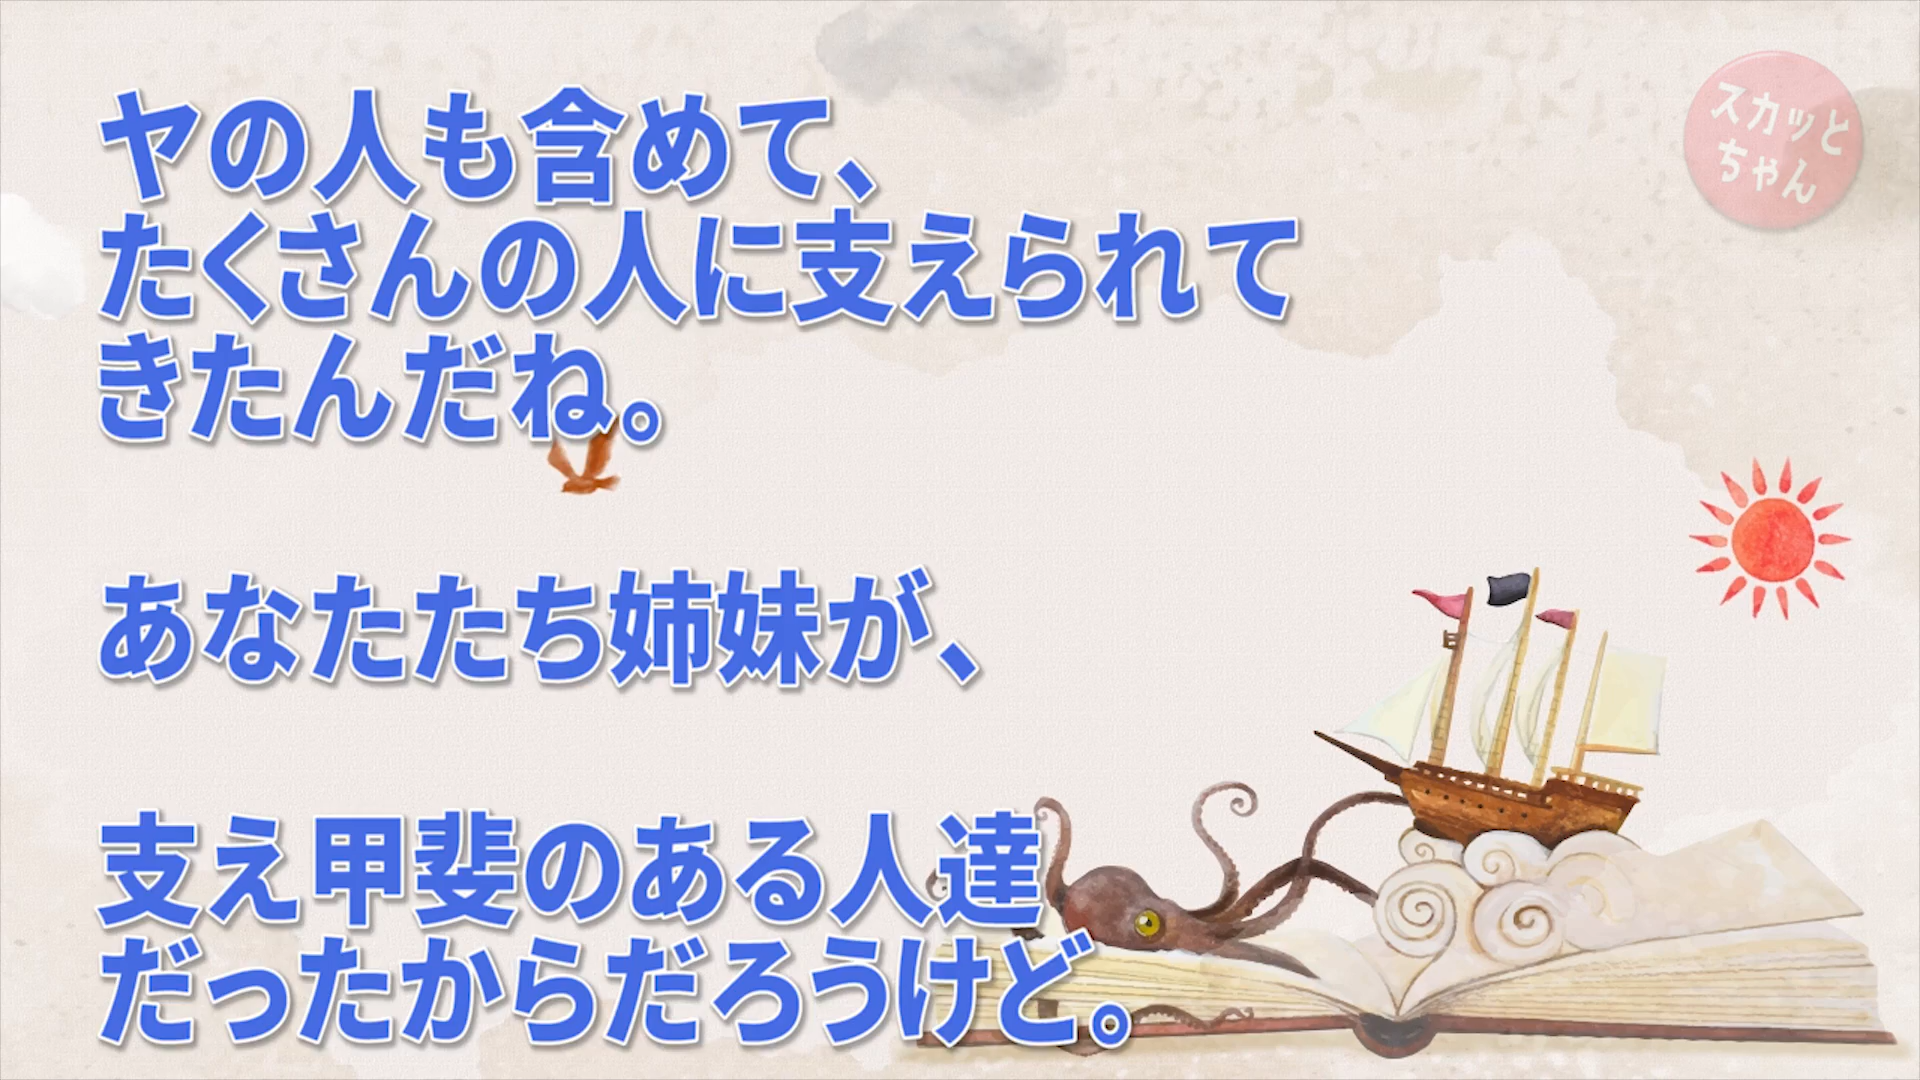 ヤの人も含めて、
たくさんの人に支えられて
きたんだね。
あなたたち姉妹が、
支え甲斐のある人達
だったからだろうけど。
スカッと
ちゃん